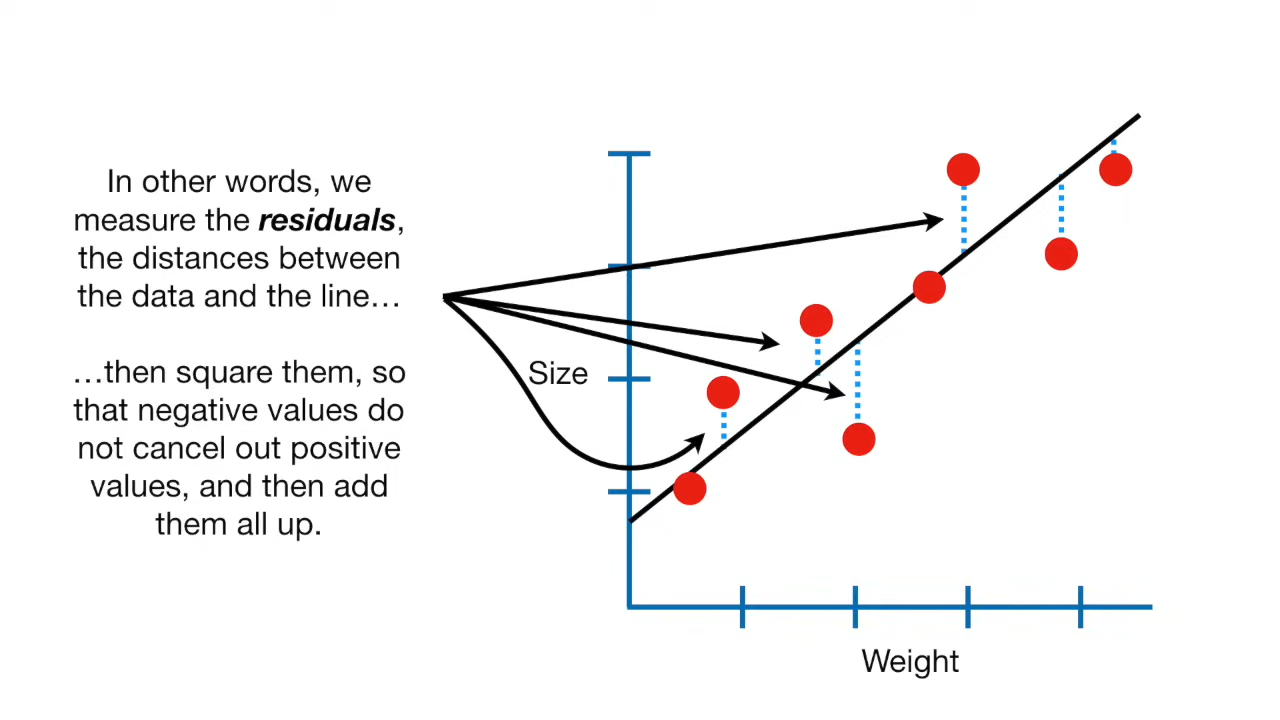 In other words, we
measure the residuals,
the distances between
the data and the line…
…then square them, so
that negative values do
not cancel out positive
values, and then add
them all up.
Size
Weight